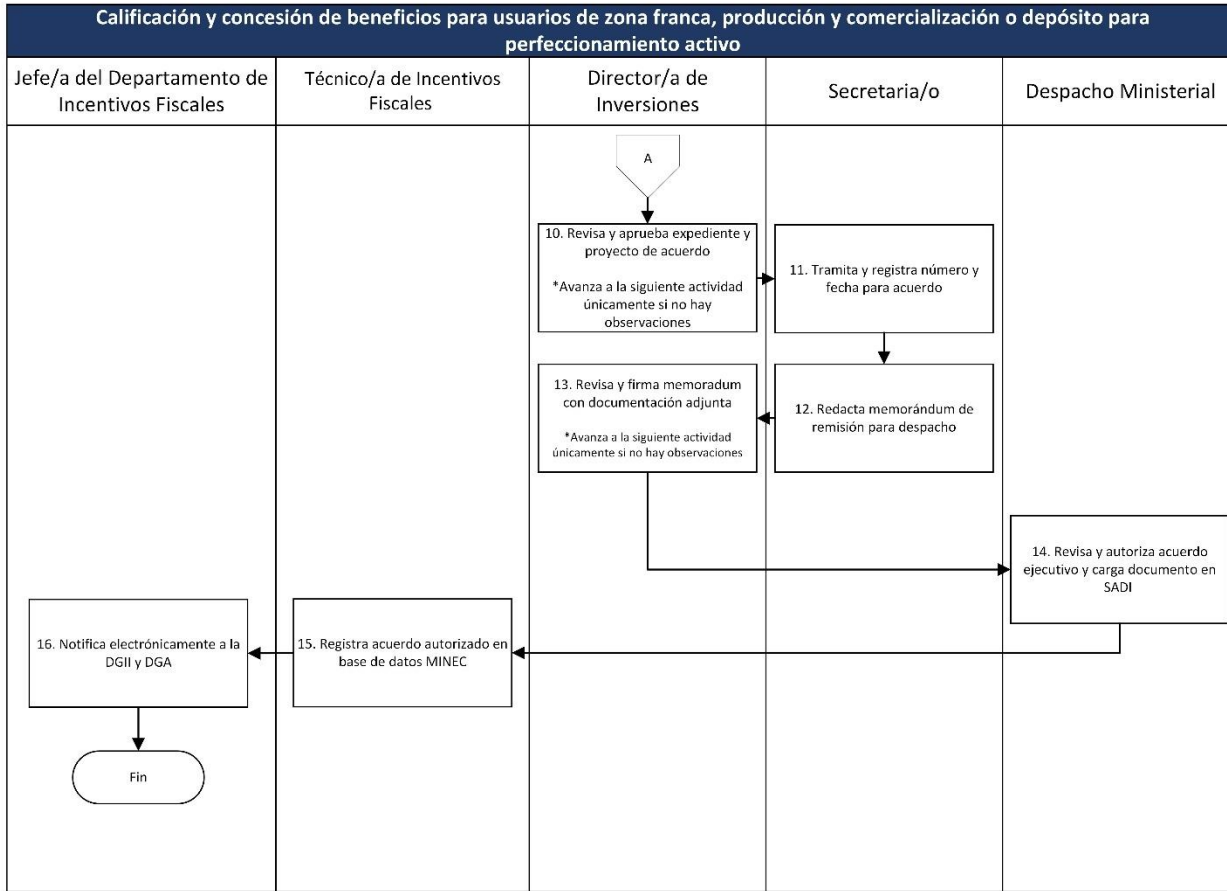 Calificación y concesión de beneficios para usuarios de zona franca, producción y comercialización o depósito para
perfeccionamiento activo
Jefe/a del Departamento de
Incentivos Fiscales
Técnico/a de Incentivos
Fiscales
Director/a de
Inversiones
Secretaria/o
Despacho Ministerial
A
10. Revisa y aprueba expediente y
proyecto de acuerdo
*Avanza a la siguiente actividad
únicamente si no hay
observaciones
11. Tramita y registra número y
fecha para acuerdo
12. Redacta memorándum de
remisión para despacho
13. Revisa y firma memoradum
con documentación adjunta
*Avanza a la siguiente actividad
únicamente si no hay observaciones
14. Revisa y autoriza acuerdo
ejecutivo y carga documento en
SADI
15. Registra acuerdo autorizado en
base de datos MINEC
16. Notifica electrónicamente a la
DGII y DGA
Fin